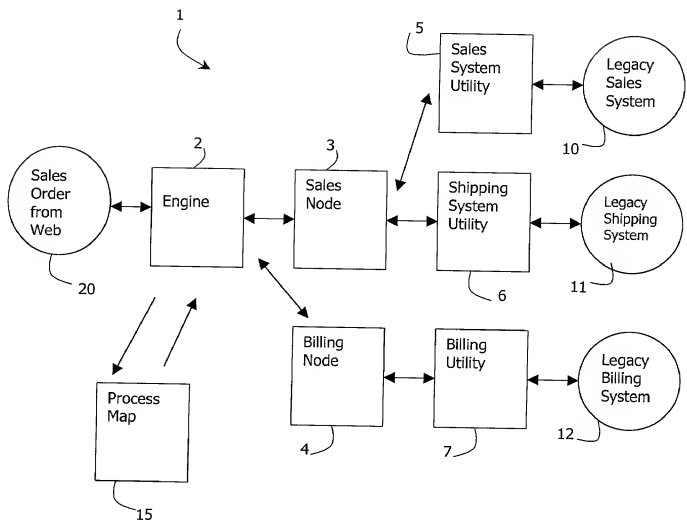 1
5
Sales
System
Utility
Legacy
Sales
System
10
2
3
Sales
Order
from
Web
20
Engine
Sales
Node
Shipping
System
Utility
6
Legacy
Shipping
System
11
Process
Map
15
Billing
Node
4
Billing
Utility
7
Legacy
Billing
System
12